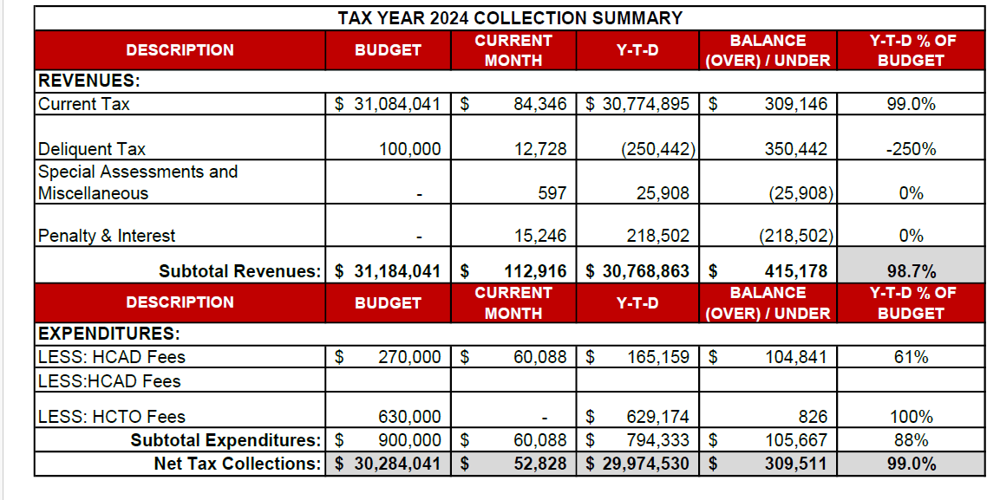 TAX YEAR 2024 COLLECTION SUMMARY
DESCRIPTION BUDGET CURRENT MONTH Y-T-D BALANCE (OVER) / UNDER Y-T-D % OF BUDGET
REVENUES:
Current Tax $ 31,084,041 $ 84,346 $ 30,774,895 $ 309,146 99.0%
Deliquent Tax 100,000 12,728 (250,442) 350,442 -250%
Special Assessments and
Miscellaneous - 597 25,908 (25,908) 0%
Penalty & Interest - 15,246 218,502 (218,502) 0%
Subtotal Revenues: $ 31,184,041 $ 112,916 $ 30,768,863 $ 415,178 98.7%
DESCRIPTION BUDGET CURRENT MONTH Y-T-D BALANCE (OVER) / UNDER Y-T-D % OF BUDGET
EXPENDITURES:
LESS: HCAD Fees $ 270,000 $ 60,088 $ 165,159 $ 104,841 61%
LESS:HCAD Fees
LESS: HCTO Fees 630,000 - $ 629,174 826 100%
Subtotal Expenditures: $ 900,000 $ 60,088 $ 794,333 $ 105,667 88%
Net Tax Collections: $ 30,284,041 $ 52,828 $ 29,974,530 $ 309,511 99.0%